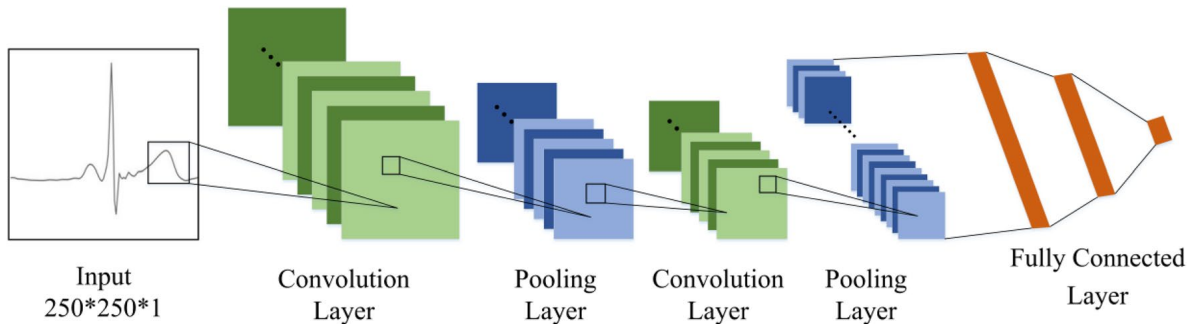 Input
250*250*1
Convolution
Layer
Pooling
Layer
Convolution
Layer
Pooling
Layer
Fully Connected
Layer